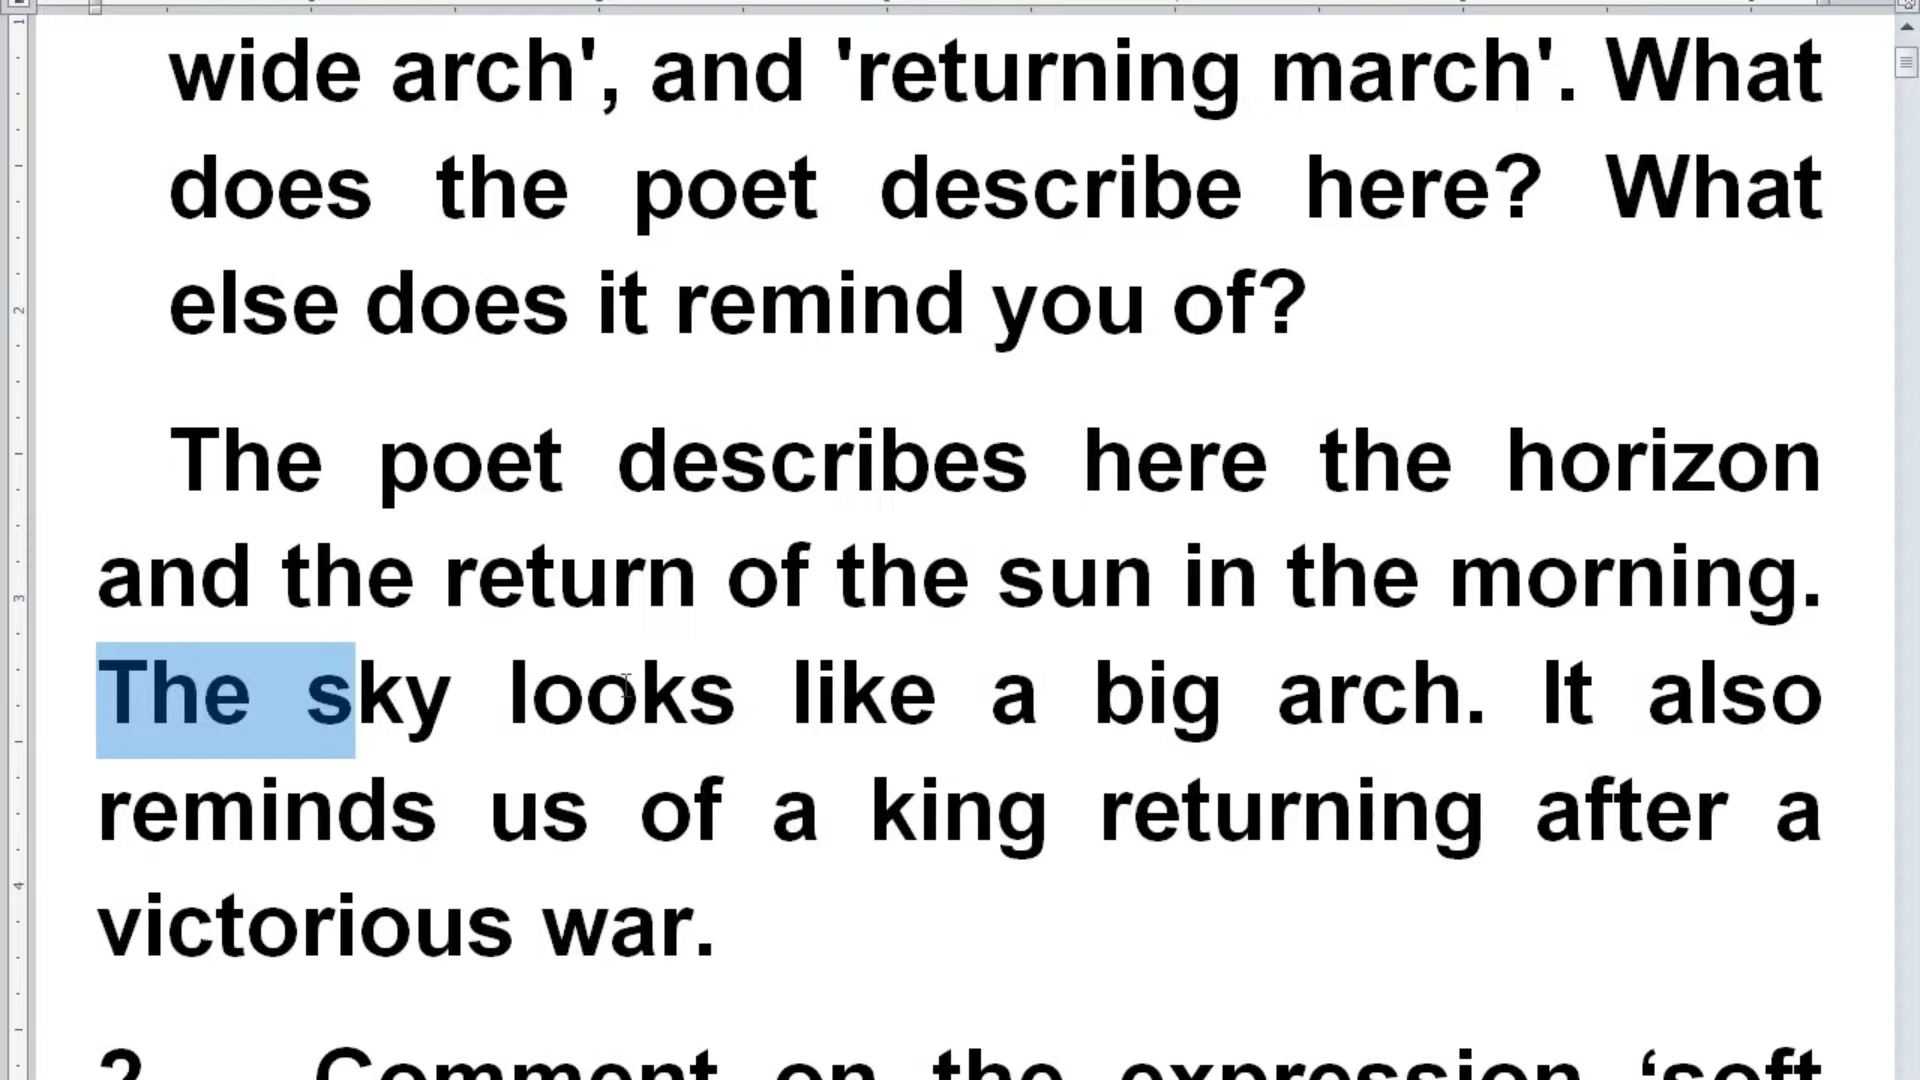 wide arch', and 'returning march'. What
does the poet describe here? What
else does it remind you of?
The poet describes here the horizon
and the return of the sun in the morning.
The sky looks like a big arch. It also
reminds us of a king returning after a
victorious war.
2. Comment on the expression ‘soft